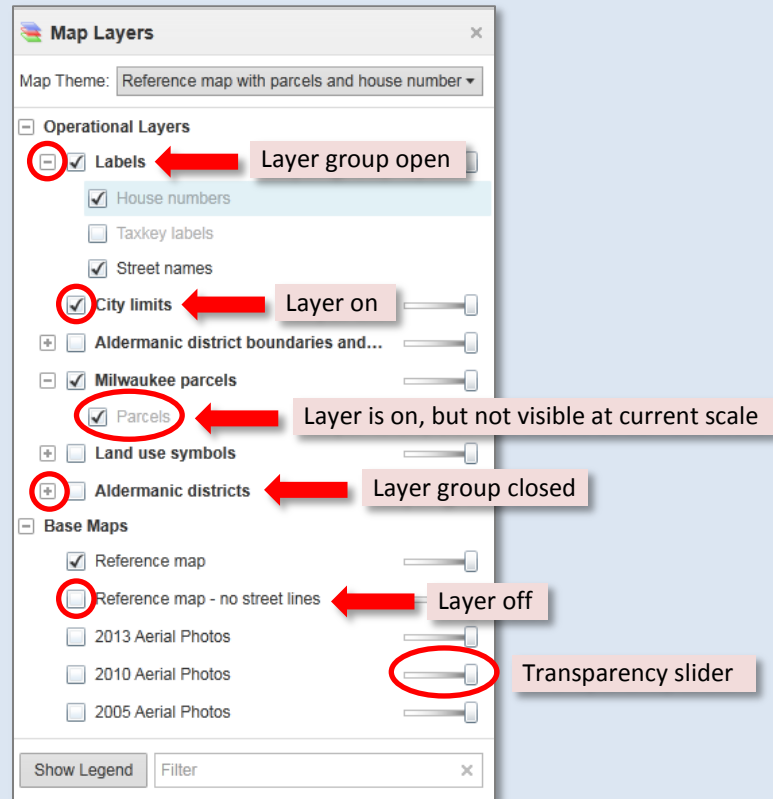 Map Layers
Map Theme: Reference map with parcels and house number
Operational Layers
Labels
Layer group open
House numbers
Taxkey labels
Street names
City limits
Layer on
Aldermanic district boundaries and...
Milwaukee parcels
Parcels
Layer is on, but not visible at current scale
Land use symbols
Aldermanic districts
Layer group closed
Base Maps
Reference map
Reference map - no street lines
Layer off
2013 Aerial Photos
2010 Aerial Photos
Transparency slider
2005 Aerial Photos
Show Legend
Filter